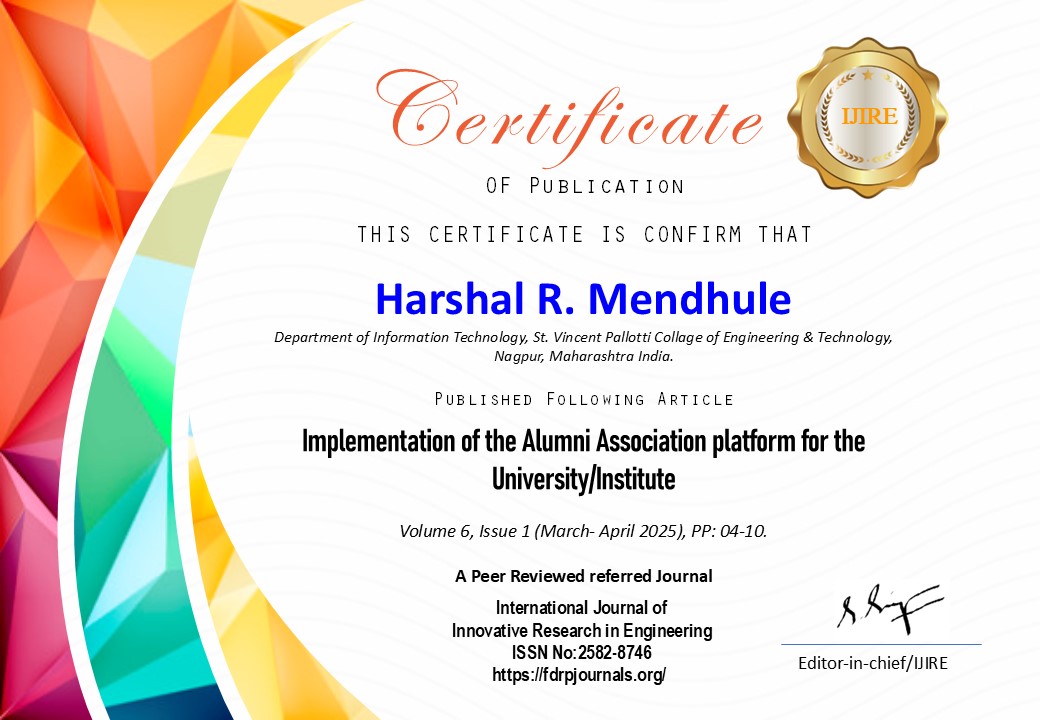 Certificate
IJIRE
OF PUBLICATION
THIS CERTIFICATE IS CONFIRM THAT
Harshal R. Mendhule
Department of Information Technology, St. Vincent Pallotti Collage of Engineering & Technology,
Nagpur, Maharashtra India.
PUBLISHED FOLLOWING ARTICLE
Implementation of the Alumni Association platform for the
University/Institute
Volume 6, Issue 1 (March- April 2025), PP: 04-10.
A Peer Reviewed referred Journal
International Journal of
Innovative Research in Engineering
ISSN No:2582-8746
https://fdrpjournals.org/
Editor-in-chief/IJIRE